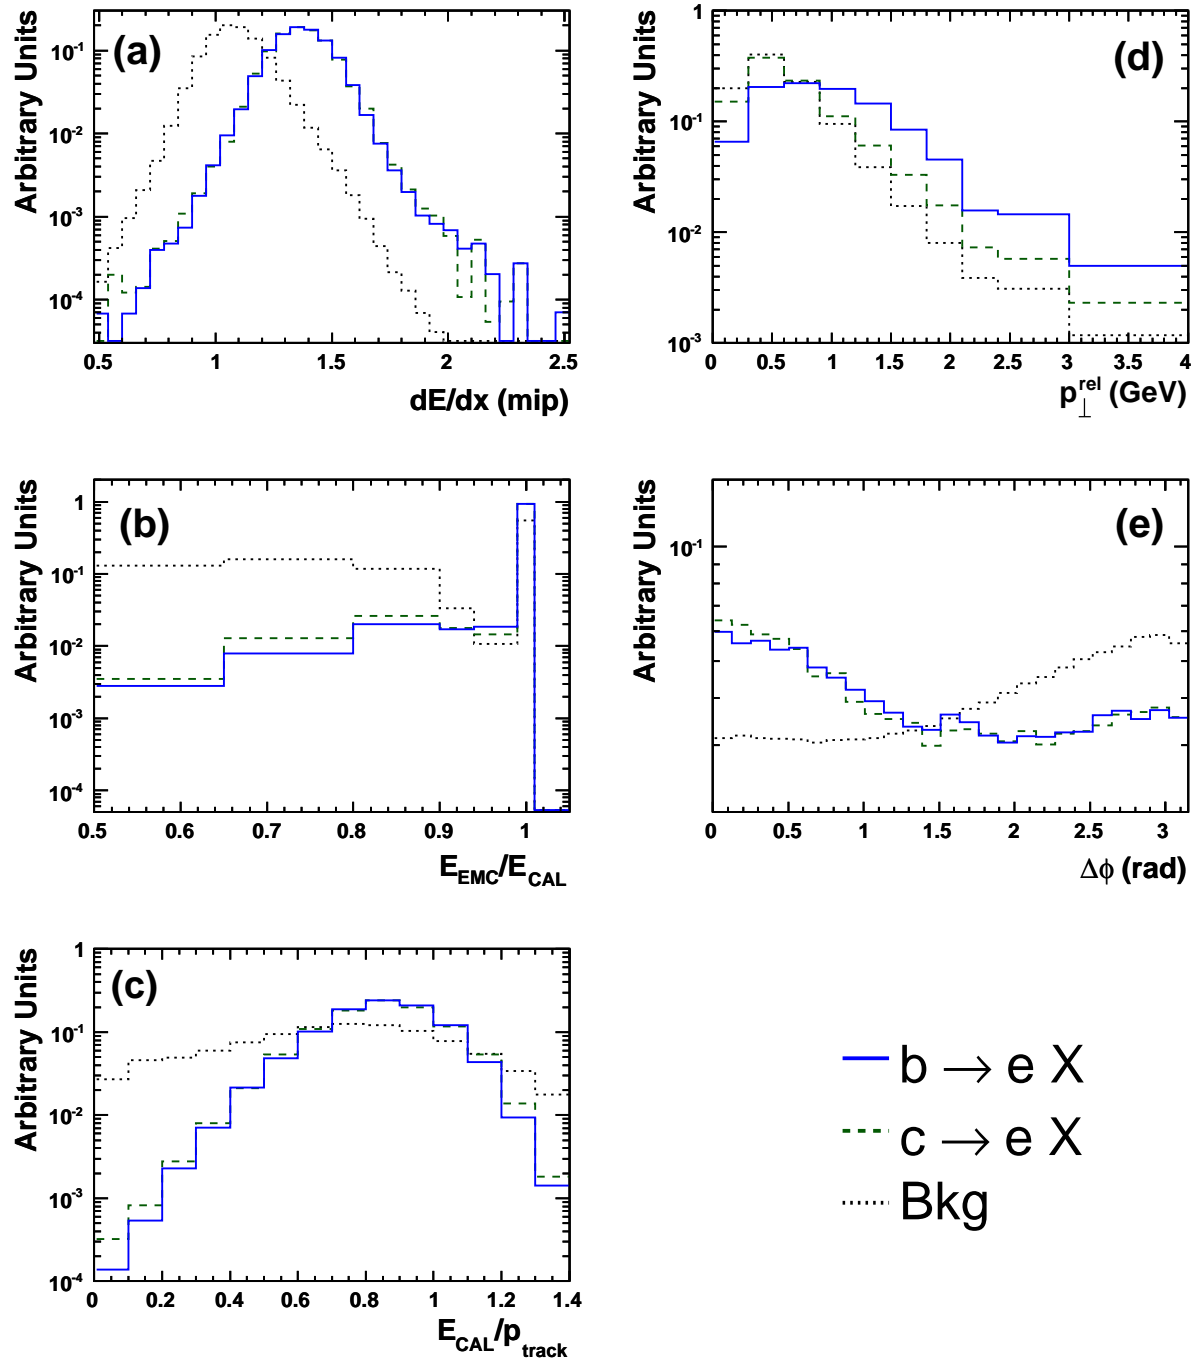 (a)
Arbitrary Units
10^-1
10^-2
10^-3
10^-4
0.5 1 1.5 2 2.5
dE/dx (mip)
(d)
Arbitrary Units
1
10^-1
10^-2
10^-3
0 0.5 1 1.5 2 2.5 3 3.5 4
p_⊥^rel (GeV)
(b)
Arbitrary Units
1
10^-1
10^-2
10^-3
10^-4
0.5 0.6 0.7 0.8 0.9 1
E_EMC/E_CAL
(e)
Arbitrary Units
10^-1
0 0.5 1 1.5 2 2.5 3
Δϕ (rad)
(c)
Arbitrary Units
1
10^-1
10^-2
10^-3
10^-4
0 0.2 0.4 0.6 0.8 1 1.2 1.4
E_CAL/p_track
b → e X
c → e X
Bkg